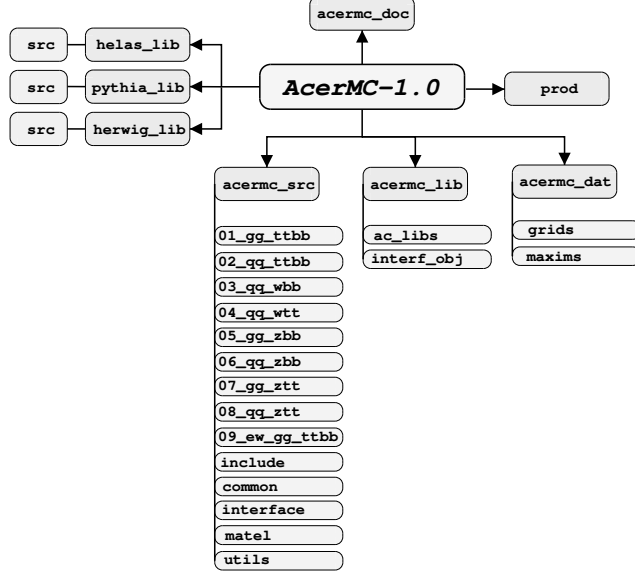 acermc_doc
src
helas_lib
src
pythia_lib
AcerMC-1.0
prod
src
herwig_lib
acermc_src
acermc_lib
acermc_dat
01_gg_ttbb
02_qq_ttbb
03_qq_wbb
04_qq_wtt
05_gg_zbb
06_qq_zbb
07_gg_ztt
08_qq_ztt
09_ew_gg_ttbb
include
common
interface
matel
utils
ac_libs
interf_obj
grids
maxims